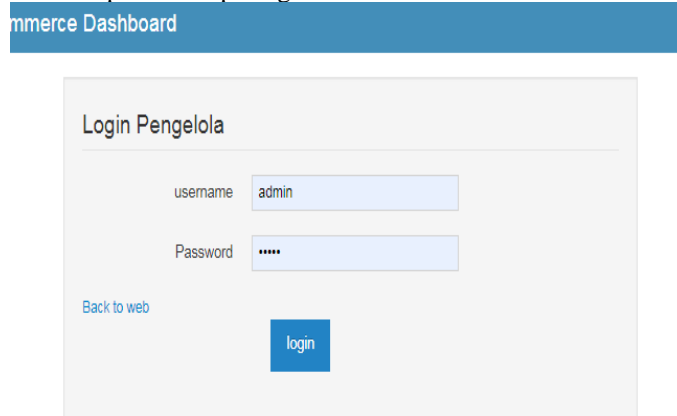 mmerce Dashboard
Login Pengelola
username admin
Password •••••
Back to web
login